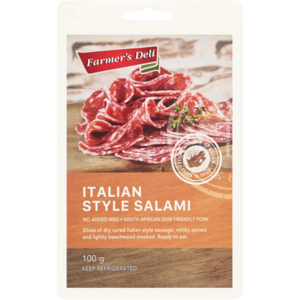 Farmer's Deli
ITALIAN
STYLE SALAMI
NO ADDED MSG • SOUTH AFRICAN SOW FRIENDLY PORK
Slices of dry cured Italian style sausage, mildly spiced
and lightly beechwood smoked. Ready to eat.
100 g
KEEP REFRIGERATED